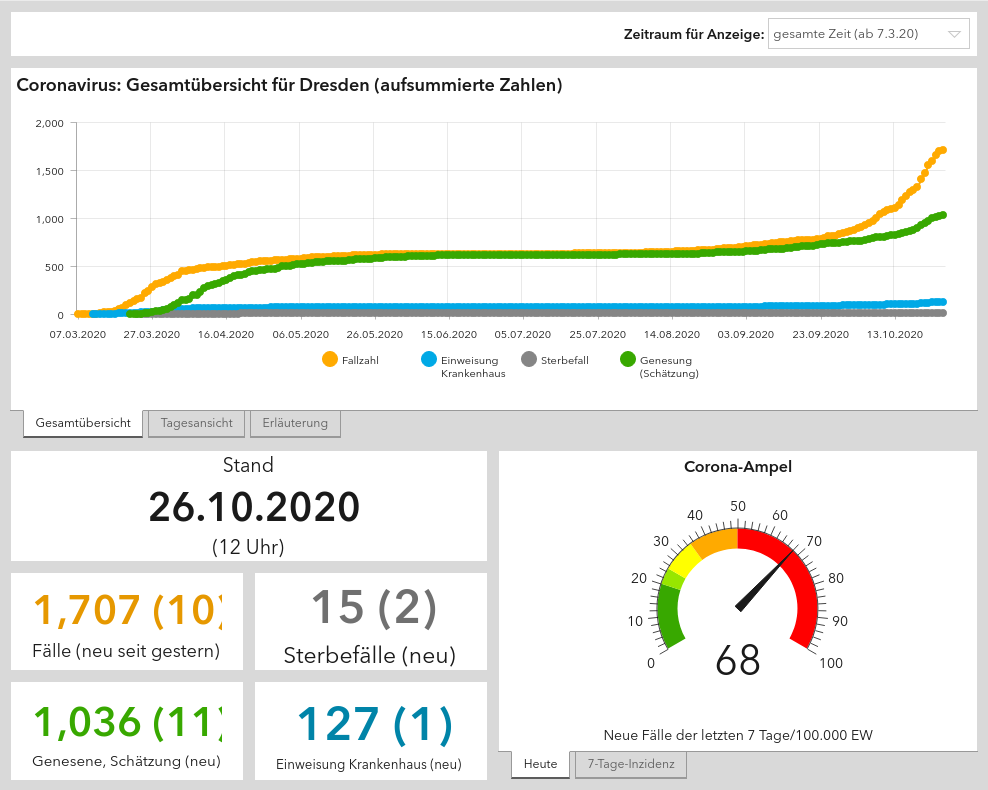 Zeitraum für Anzeige: gesamte Zeit (ab 7.3.20)
Coronavirus: Gesamtübersicht für Dresden (aufsummierte Zahlen)
2,000
1,500
1,000
500
0
07.03.2020 27.03.2020 16.04.2020 06.05.2020 26.05.2020 15.06.2020 05.07.2020 25.07.2020 14.08.2020 03.09.2020 23.09.2020 13.10.2020
Fallzahl Einweisung Krankenhaus Sterbefall Genesung (Schätzung)
Gesamtübersicht Tagesansicht Erläuterung
Stand
26.10.2020
(12 Uhr)
1,707 (10)
Fälle (neu seit gestern)
15 (2)
Sterbefälle (neu)
1,036 (11)
Genesene, Schätzung (neu)
127 (1)
Einweisung Krankenhaus (neu)
Corona-Ampel
0 10 20 30 40 50 60 70 80 90 100
68
Neue Fälle der letzten 7 Tage/100.000 EW
Heute 7-Tage-Inzidenz